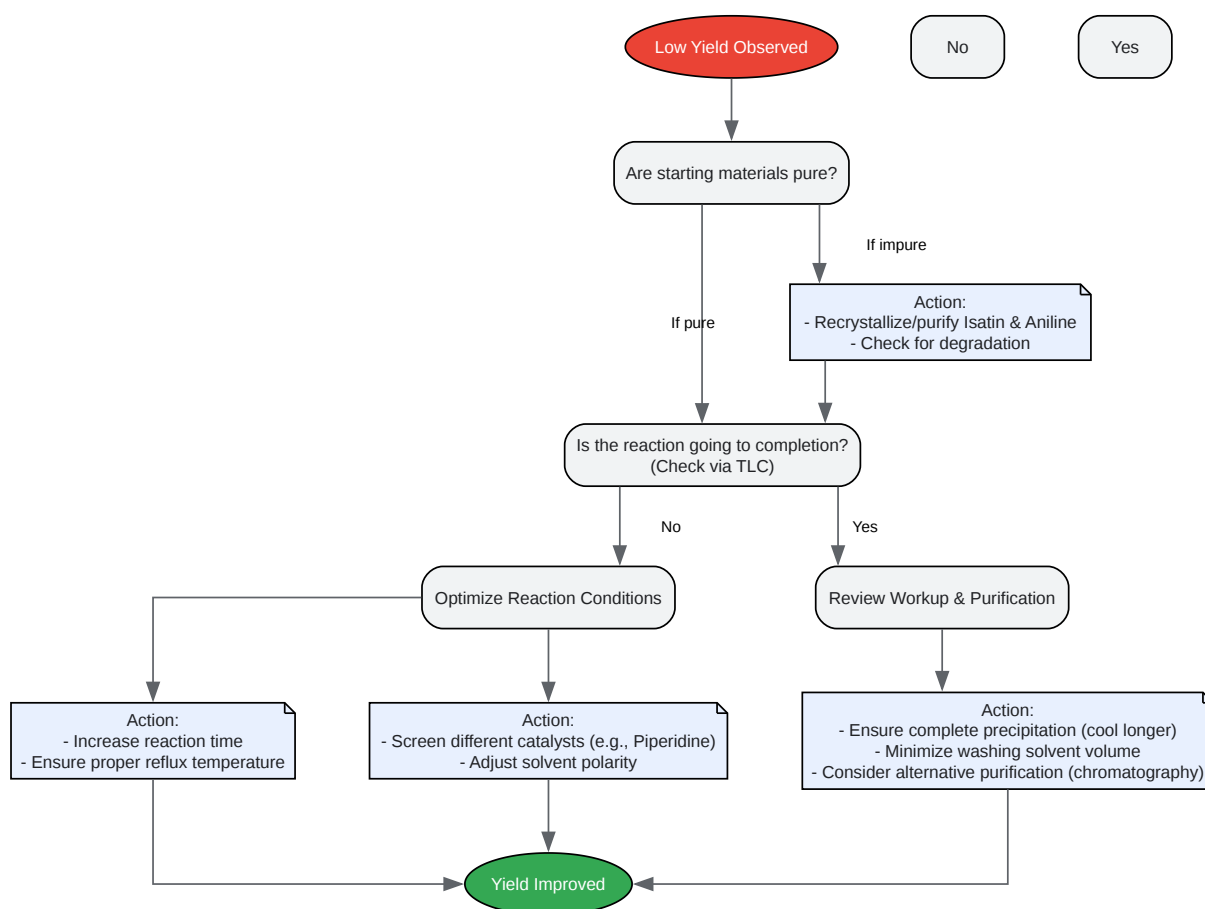 Low Yield Observed
No
Yes
Are starting materials pure?
If impure
Action:
- Recrystallize/purify Isatin & Aniline
- Check for degradation
If pure
Is the reaction going to completion?
(Check via TLC)
No
Yes
Optimize Reaction Conditions
Review Workup & Purification
Action:
- Increase reaction time
- Ensure proper reflux temperature
Action:
- Screen different catalysts (e.g., Piperidine)
- Adjust solvent polarity
Action:
- Ensure complete precipitation (cool longer)
- Minimize washing solvent volume
- Consider alternative purification (chromatography)
Yield Improved